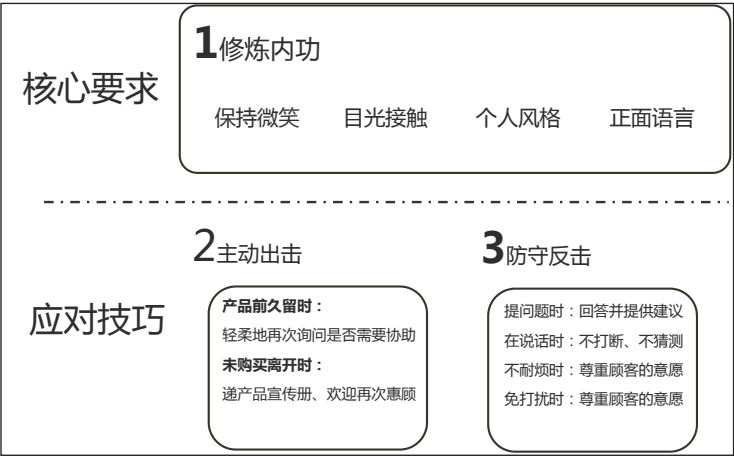 核心要求
1修炼内功
保持微笑 目光接触 个人风格 正面语言
应对技巧
2主动出击
产品前久留时：
轻柔地再次询问是否需要协助
未购买离开时：
递产品宣传册、欢迎再次惠顾
3防守反击
提问题时：回答并提供建议
在说话时：不打断、不猜测
不耐烦时：尊重顾客的意愿
免打扰时：尊重顾客的意愿